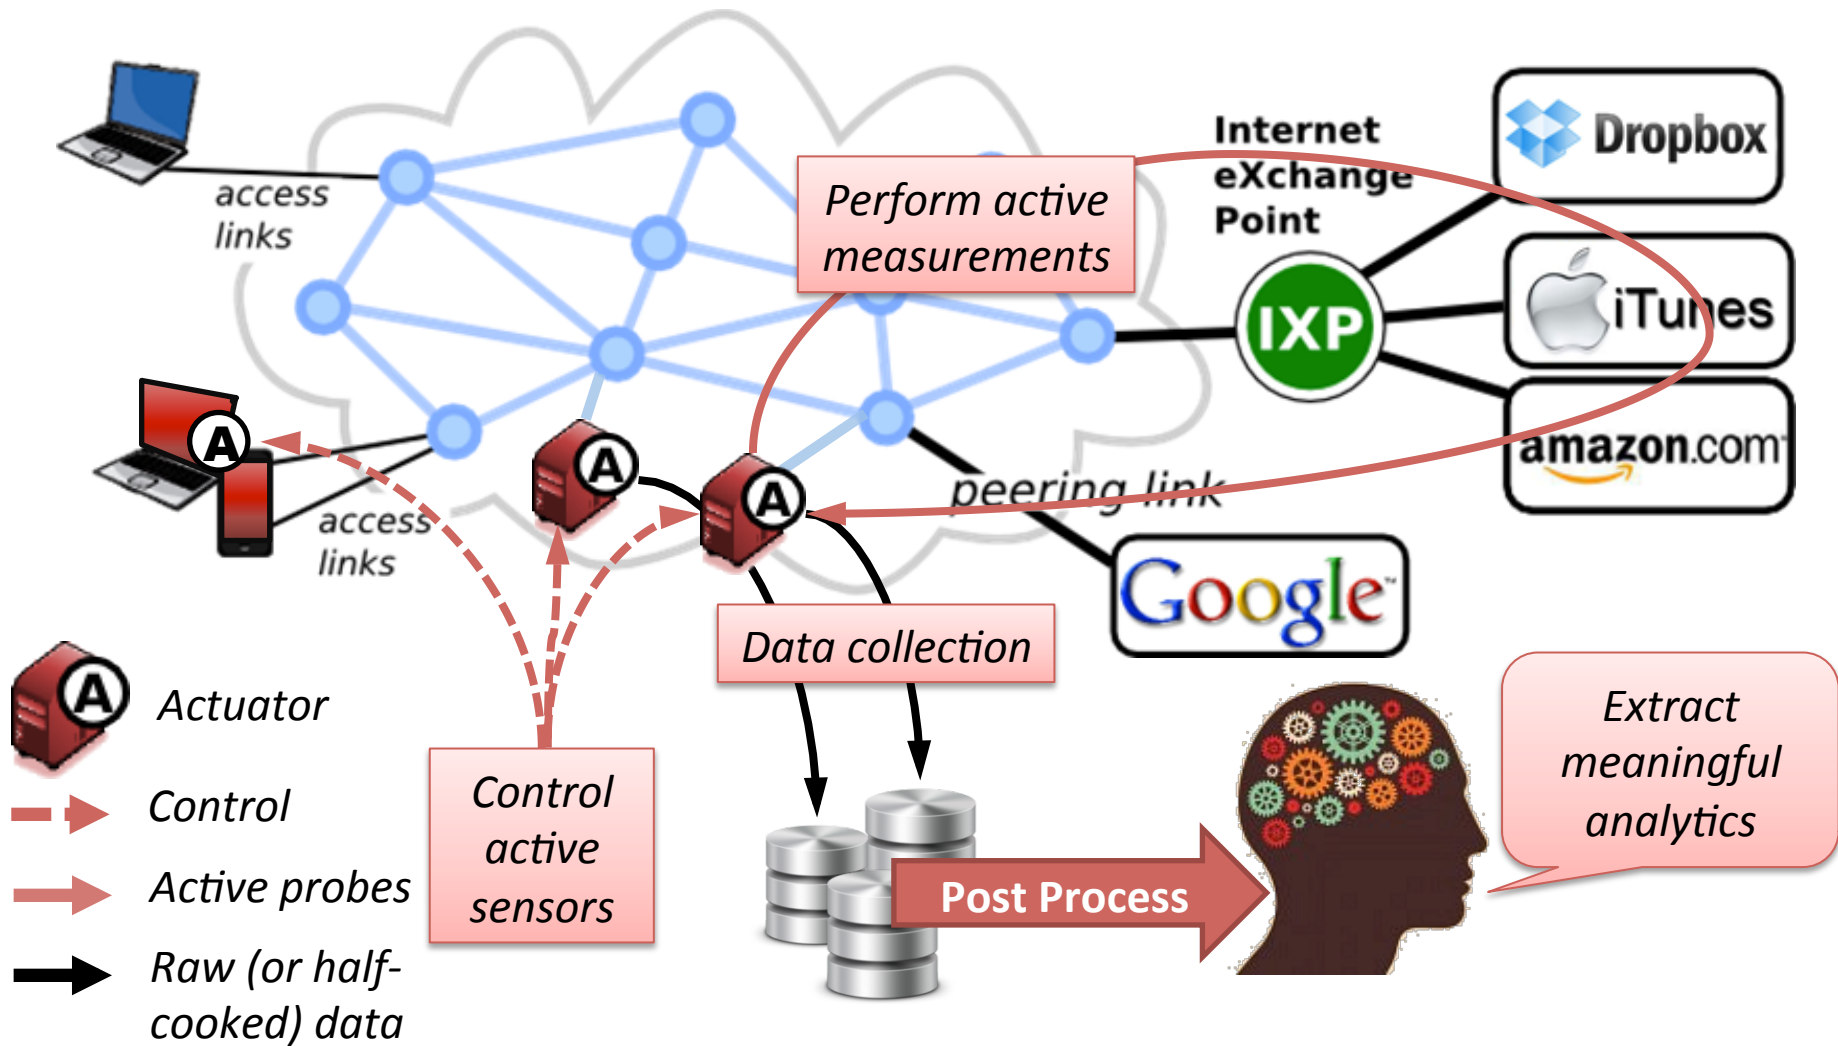 access
links
Perform active
measurements
Internet
eXchange
Point
Dropbox
IXP
iTunes
amazon.com
A
A
A
access
links
peering link
Google™
Data collection
A
Actuator
Control
Active probes
Raw (or half-
cooked) data
Control
active
sensors
Post Process
Extract
meaningful
analytics